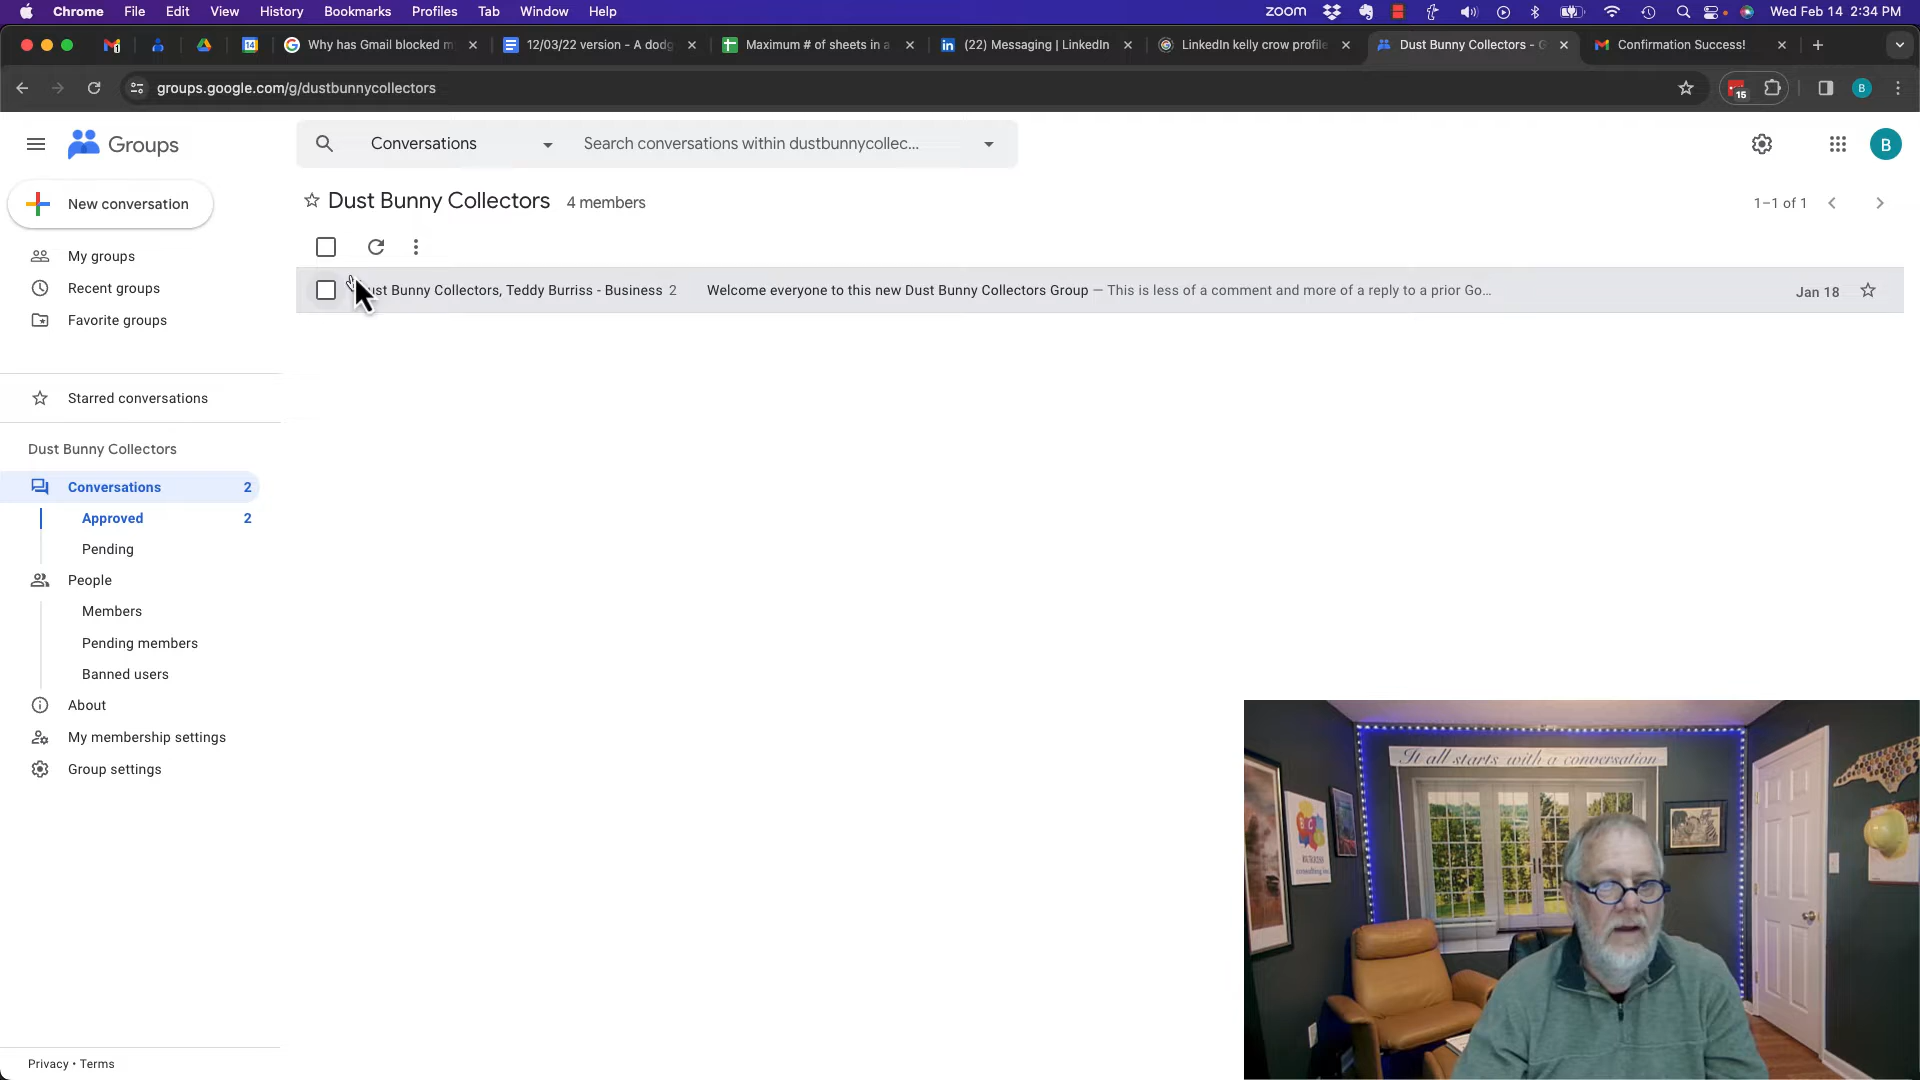 Chrome File Edit View History Bookmarks Profiles Tab Window Help zoom Wed Feb 14 2:34 PM
Why has Gmail blocked m 12/03/22 version - A dodg Maximum # of sheets in a (22) Messaging | LinkedIn LinkedIn kelly crow profile Dust Bunny Collectors - G Confirmation Success!
groups.google.com/g/dustbunnycollectors 15 B
Groups Conversations Search conversations within dustbunnycollec... B
Dust Bunny Collectors 4 members 1–1 of 1
New conversation
My groups
Recent groups
Favorite groups
ust Bunny Collectors, Teddy Burriss - Business 2 Welcome everyone to this new Dust Bunny Collectors Group — This is less of a comment and more of a reply to a prior Go... Jan 18
Starred conversations
Dust Bunny Collectors
Conversations 2
Approved 2
Pending
People
Members
Pending members
Banned users
About
My membership settings
Group settings
Privacy • Terms
It all starts with a conversation